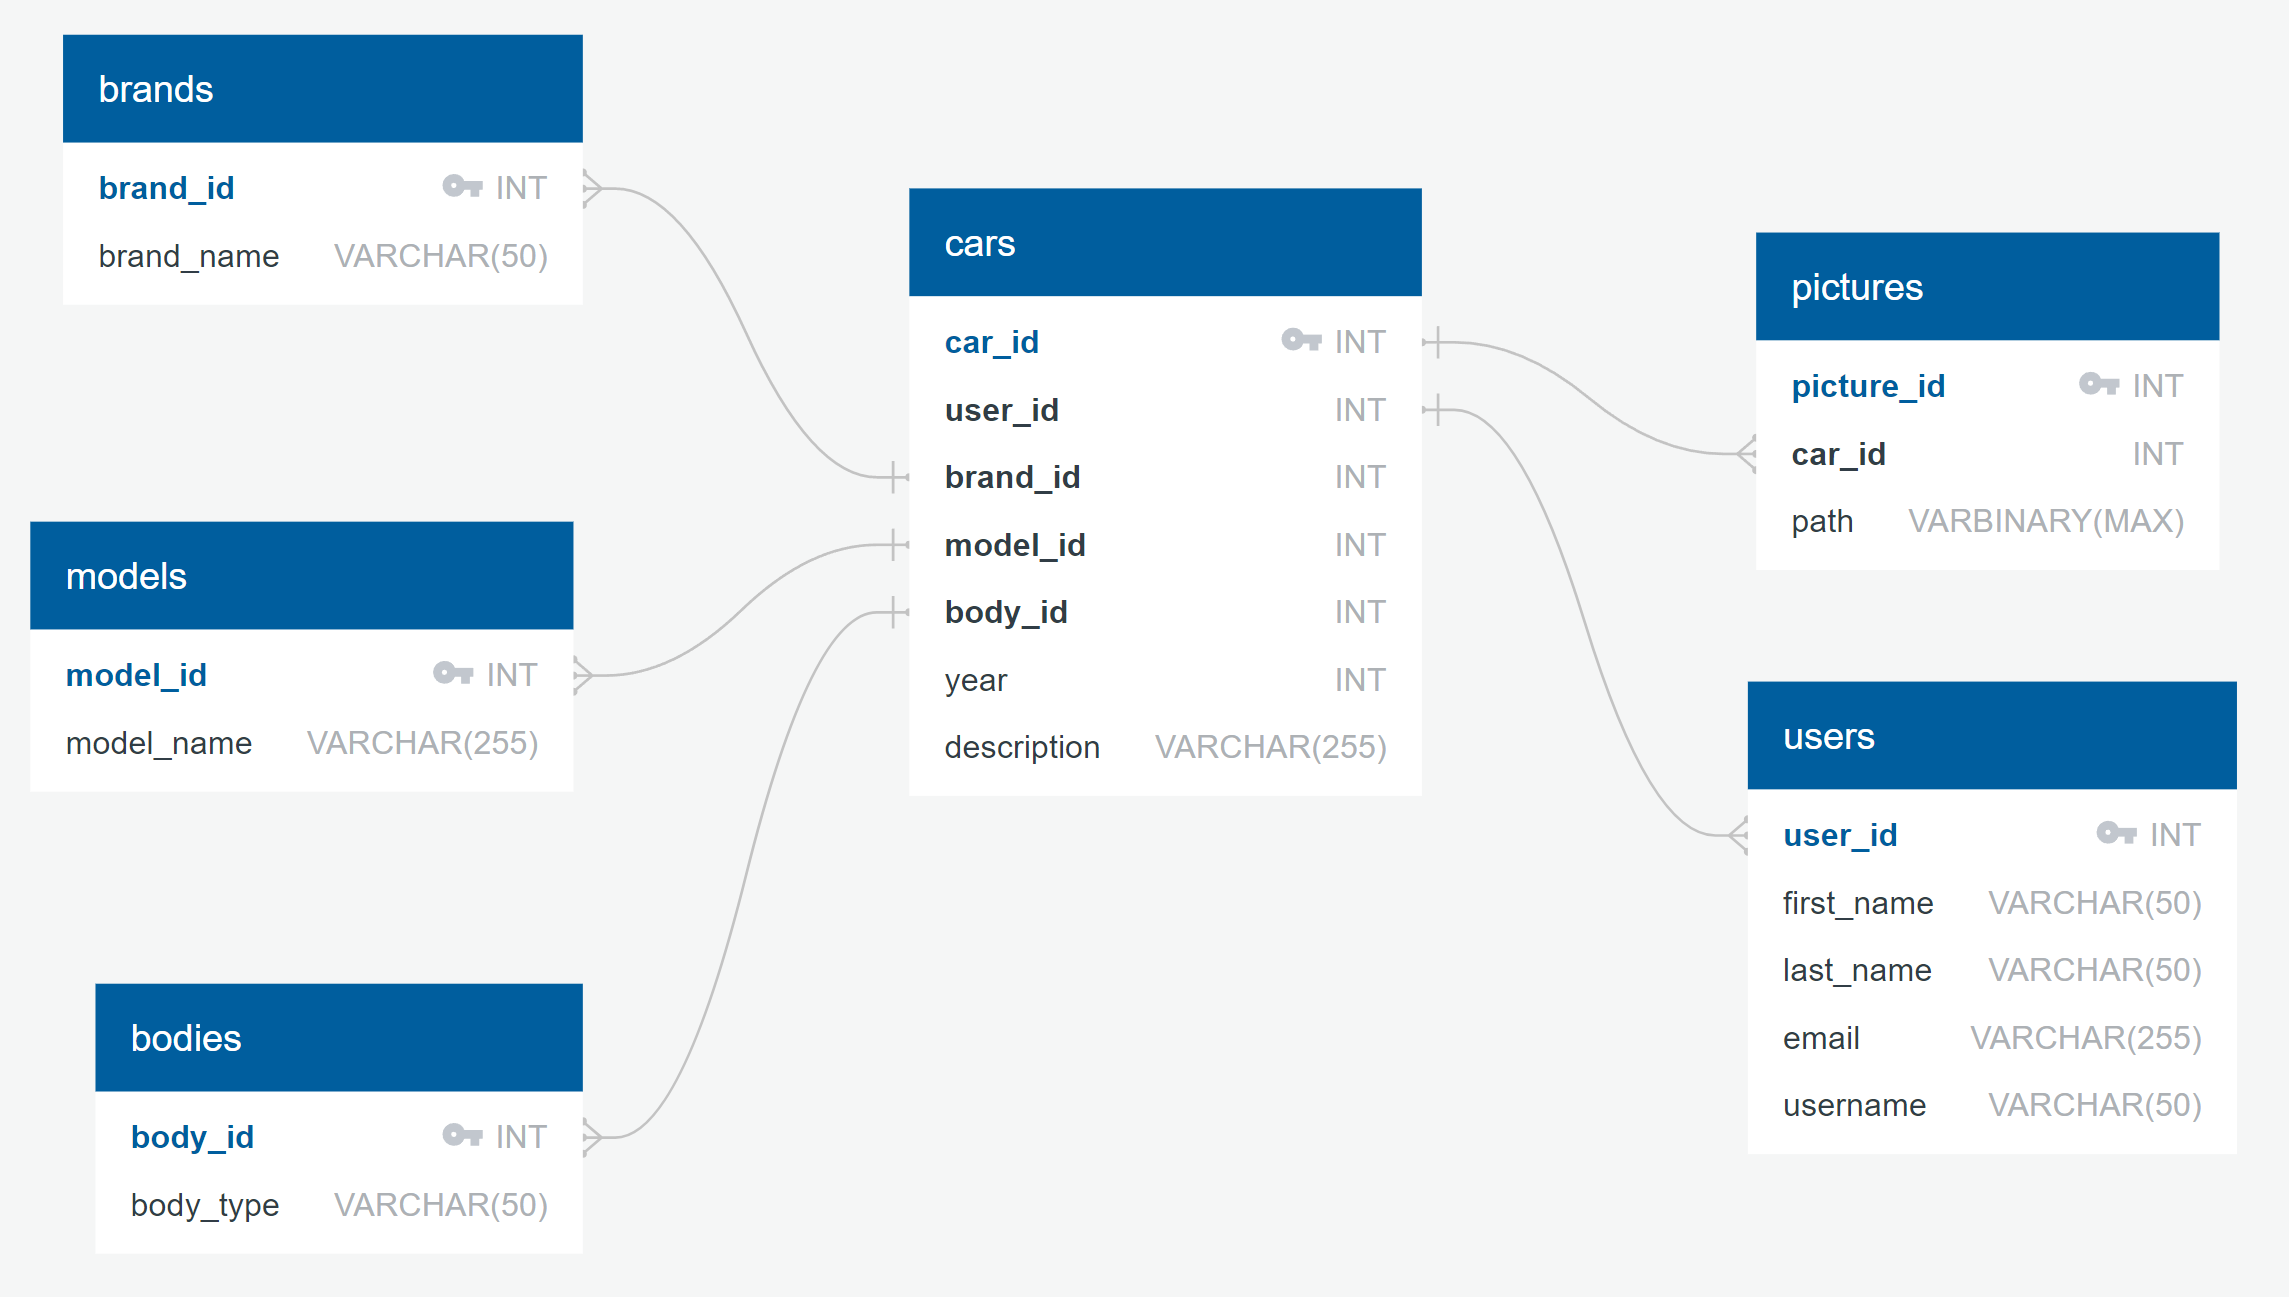 brands
brand_id INT
brand_name VARCHAR(50)
models
model_id INT
model_name VARCHAR(255)
bodies
body_id INT
body_type VARCHAR(50)
cars
car_id INT
user_id INT
brand_id INT
model_id INT
body_id INT
year INT
description VARCHAR(255)
pictures
picture_id INT
car_id INT
path VARBINARY(MAX)
users
user_id INT
first_name VARCHAR(50)
last_name VARCHAR(50)
email VARCHAR(255)
username VARCHAR(50)